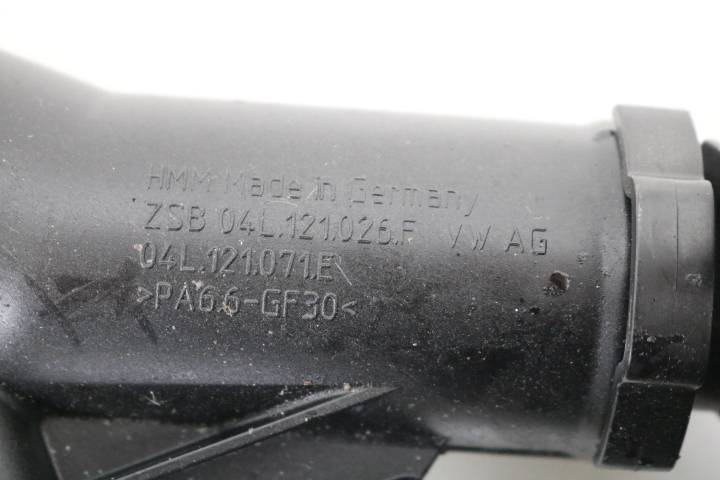 HMM Made in Germany
ZSB 04L.121.026.F VW AG
04L.121.071.E
>PA6.6-GF30<